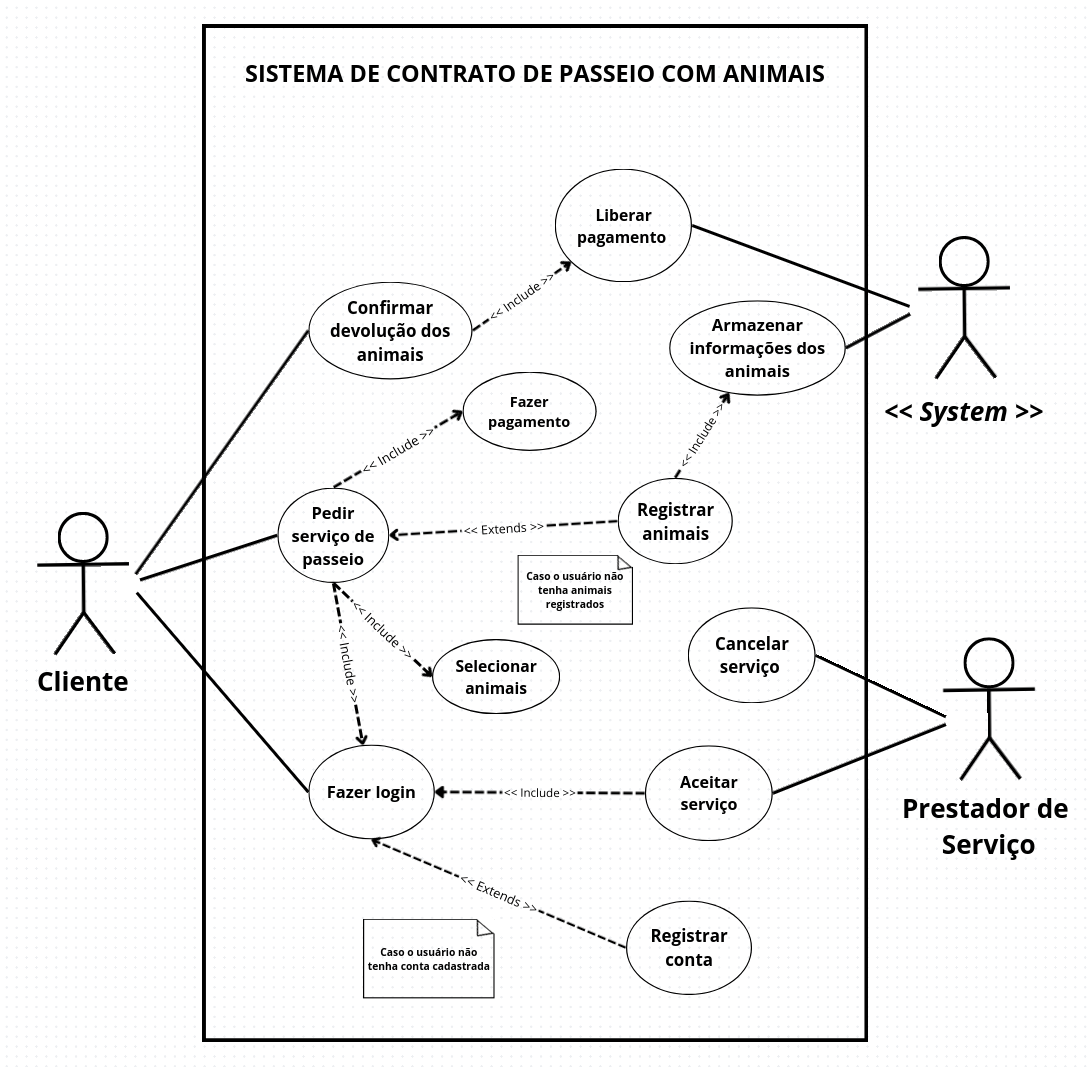 SISTEMA DE CONTRATO DE PASSEIO COM ANIMAIS
Liberar
pagamento
<< Include >>
Confirmar
devolução dos
animais
Armazenar
informações dos
animais
<< System >>
Fazer
pagamento
<< Include >>
<< Include >>
Pedir
serviço de
passeio
<< Extends >>
Registrar
animais
Caso o usuário não
tenha animais
registrados
Cliente
<< Include >>
<< Include >>
Selecionar
animais
Cancelar
serviço
Fazer login
<< Include >>
Aceitar
serviço
Prestador de
Serviço
<< Extends >>
Caso o usuário não
tenha conta cadastrada
Registrar
conta